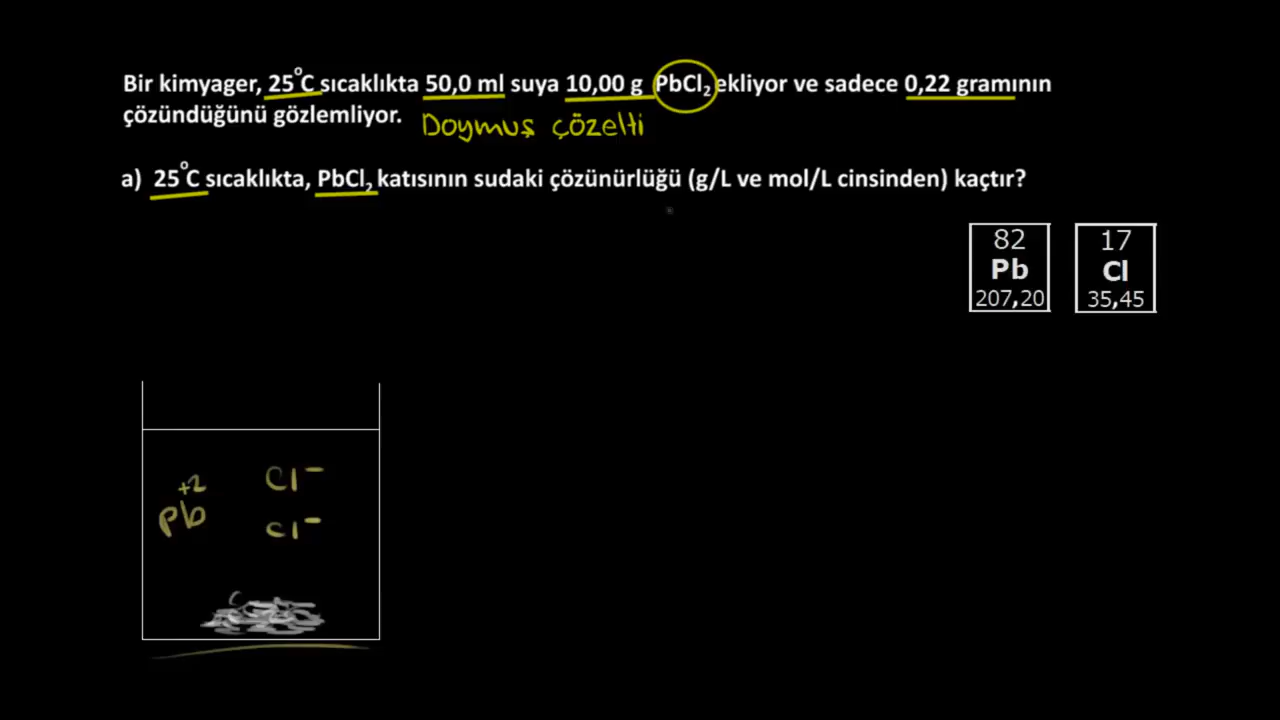 Bir kimyager, 25°C sıcaklıkta 50,0 ml suya 10,00 g PbCl₂ ekliyor ve sadece 0,22 gramının
çözündüğünü gözlemliyor. Doymuş çözelti
a) 25°C sıcaklıkta, PbCl₂ katısının sudaki çözünürlüğü (g/L ve mol/L cinsinden) kaçtır?
82 17
Pb Cl
207,20 35,45
Pb+2 Cl⁻
Cl⁻